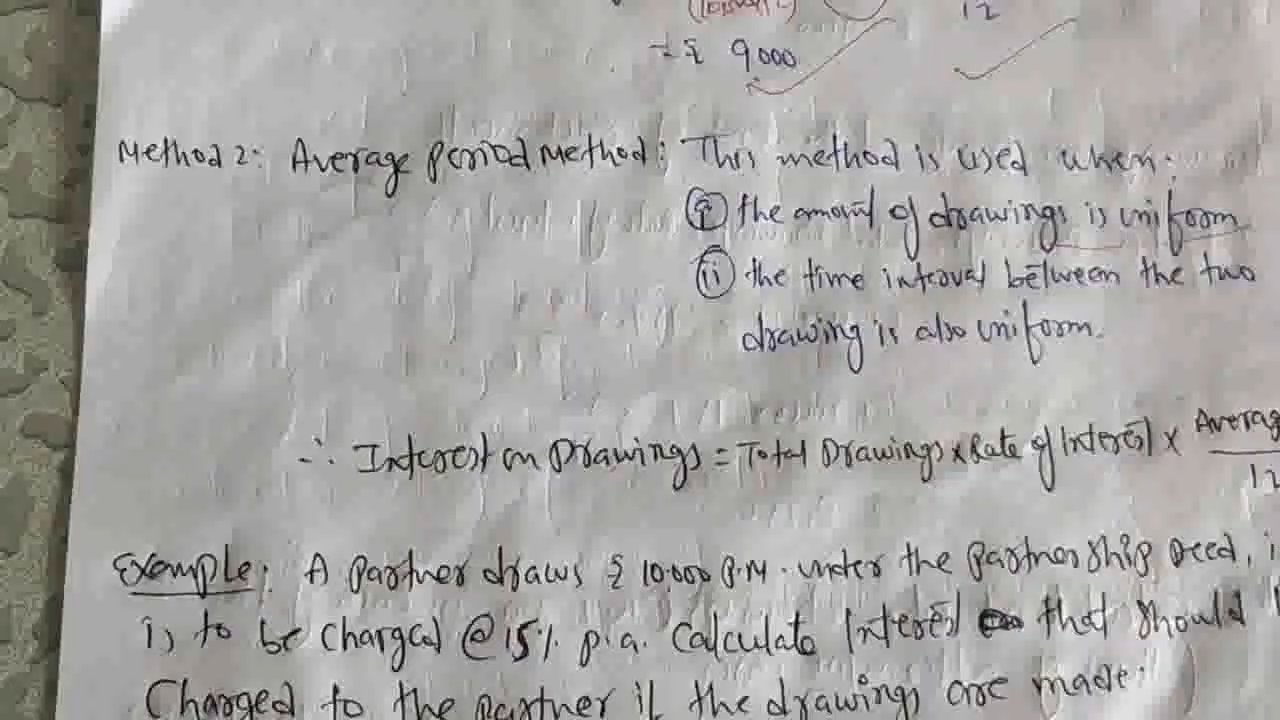 12
= ₹ 9000
Method 2: Average Period Method: This method is used when:
(i) the amount of drawings is uniform
(ii) the time interval between the two
drawing is also uniform.
∴ Interest on Drawings = Total Drawings x Rate of Interest x Averag
12
Example: A Partner draws ₹ 10.000 P.M. under the partnership Deed, i
is to be charged @ 15% p.a. Calculate Interest that should
Charged to the partner if the drawings are made: